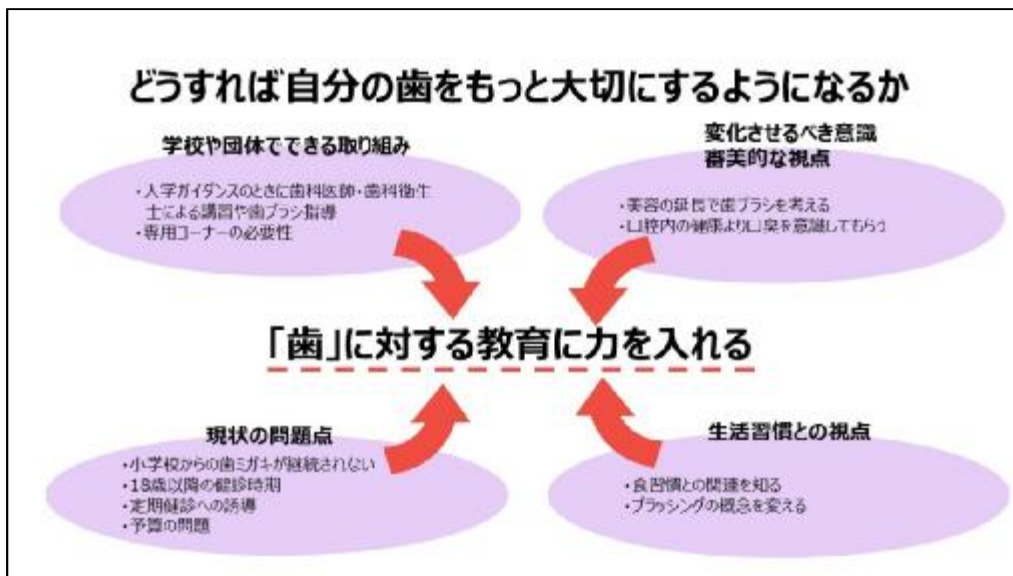 どうすれば自分の歯をもっと大切にするようになるか
学校や団体でできる取り組み
・入学ガイダンスのときに歯科医師・歯科衛生
士による講習や歯ブラシ指導
・専用コーナーの必要性
変化させるべき意識
審美的な視点
・美容の延長で歯ブラシを考える
・口腔内の健康より口臭を意識してもらう
「歯」に対する教育に力を入れる
現状の問題点
・小学校からの歯ミガキが継続されない
・18歳以降の健診時期
・定期健診への誘導
・予算の問題
生活習慣との視点
・食習慣との関連を知る
・ブラッシングの概念を変える